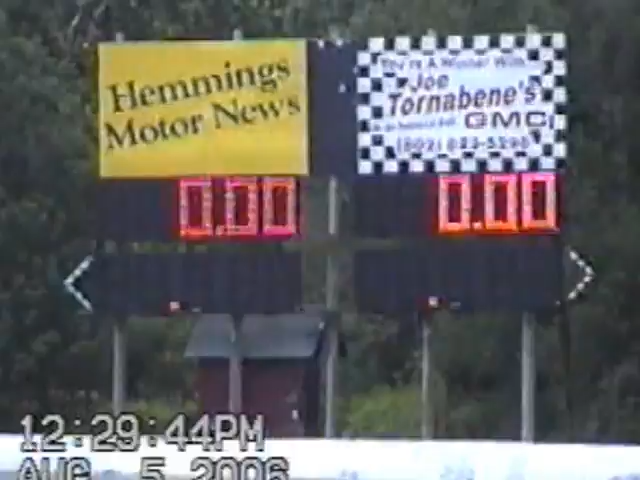 Hemmings
Motor News
You're A Winner With
Joe
Tornabene's
GMC
0.00
0.00
12:29:44PM
AUG. 5 2006